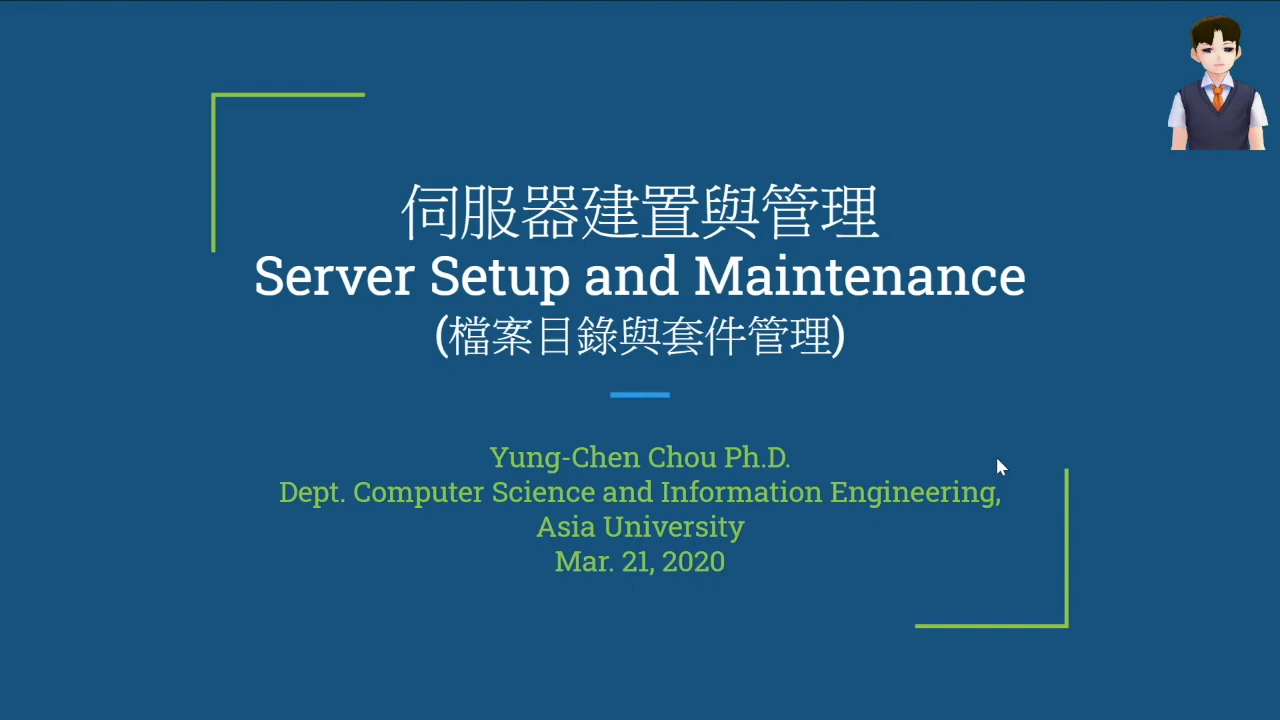 伺服器建置與管理
Server Setup and Maintenance
(檔案目錄與套件管理)
Yung-Chen Chou Ph.D.
Dept. Computer Science and Information Engineering,
Asia University
Mar. 21, 2020